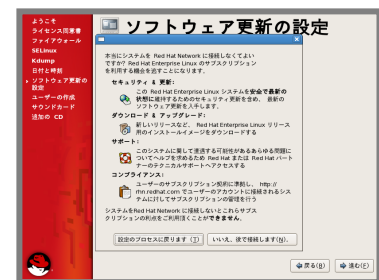 ようこそ
ライセンス同意書
ファイアウォール
SELinux
Kdump
日付と時刻
ソフトウェア更新の
設定
ユーザーの作成
サウンドカード
追加の CD
ソフトウェア更新の設定
本当にシステムを Red Hat Network に接続しなくてよい
ですか? Red Hat Enterprise Linux のサブスクリプション
を利用する機会を逃すことになります。
セキュリティ & 更新:
この Red Hat Enterprise Linux システムを安全で最新の
状態に維持するためのセキュリティ更新を含め、 最新の
ソフトウェア更新を入手します。
ダウンロード & アップグレード:
新しいリリースなど、 Red Hat Enterprise Linux リリース
用のインストールイメージをダウンロードする
サポート:
このシステムに関して遭遇する可能性があるあらゆる問題に
ついてヘルプを求めるため Red Hat または Red Hat パート
ナーのテクニカルサポートへアクセスする
コンプライアンス:
ユーザーのサブスクリプション契約に準拠し、 http://
rhn.redhat.com でユーザーのアカウントに接続されるシス
テムに対してサブスクリプションの管理を行う
システムをRed Hat Network に接続しないとこれらサブス
クリプションの利点をご利用頂くことができません。
設定のプロセスに戻ります (T)
いいえ、後で接続します(N)。
戻る(B)
進む(F)